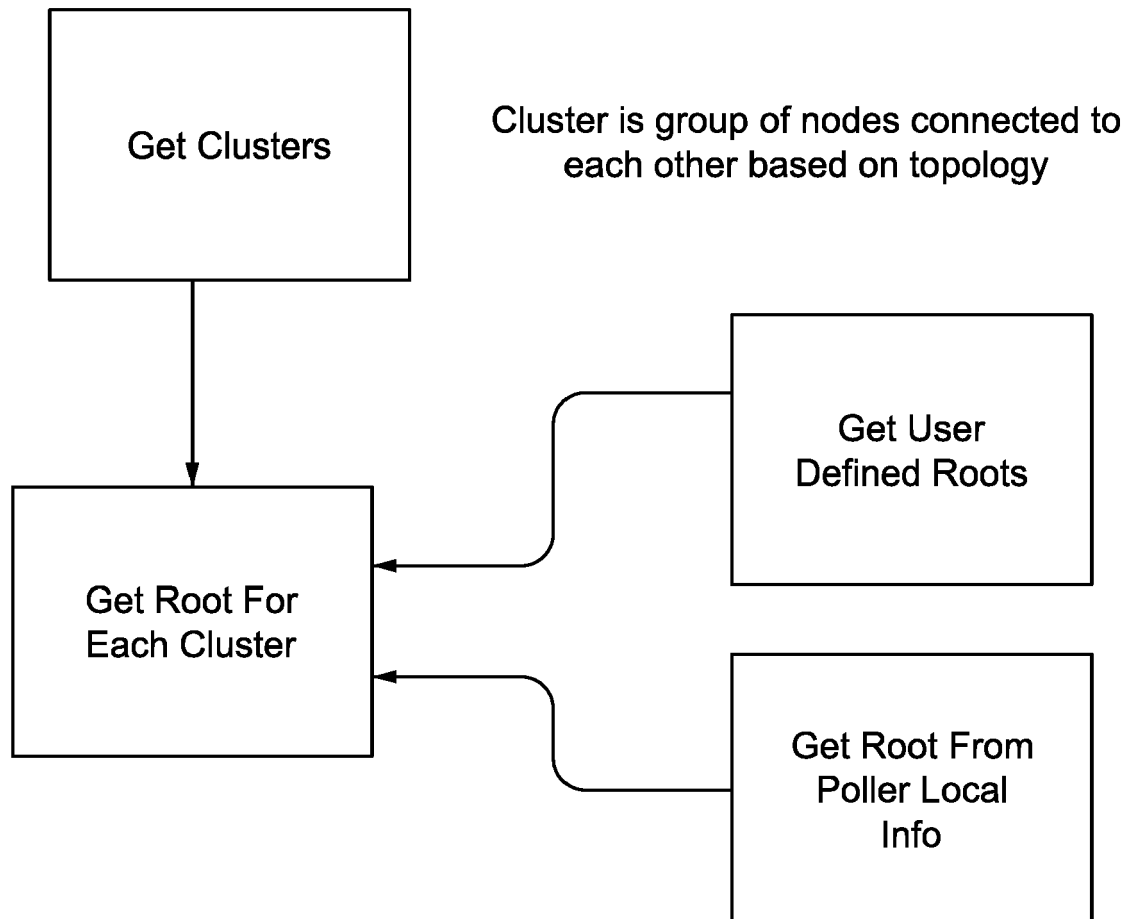 Get Clusters
Cluster is group of nodes connected to
each other based on topology
Get User
Defined Roots
Get Root For
Each Cluster
Get Root From
Poller Local
Info